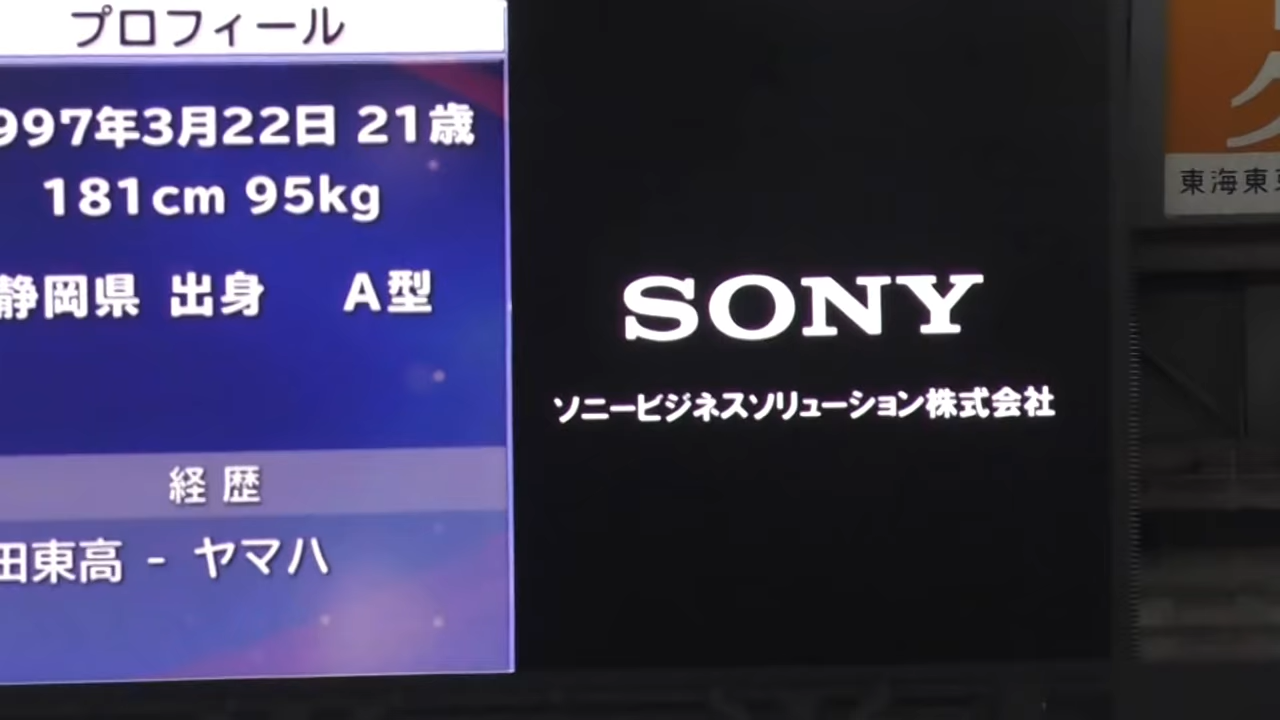 プロフィール
997年3月22日 21歳
181cm 95kg
静岡県 出身 A型
経歴
田東高 - ヤマハ
SONY
ソニービジネスソリューション株式会社
東海東